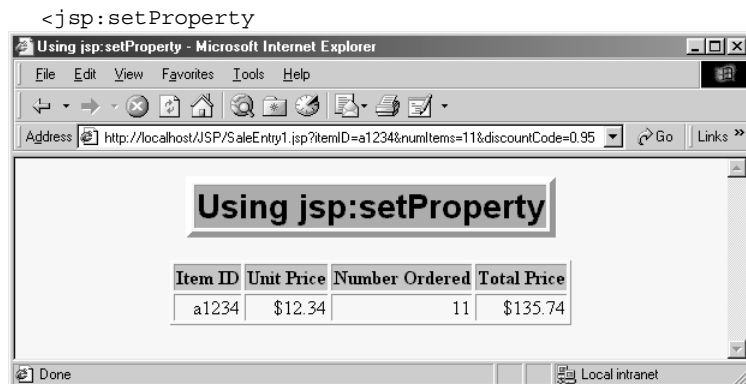 <jsp:setProperty
Using jsp:setProperty - Microsoft Internet Explorer
File Edit View Favorites Tools Help
Address http://localhost/JSP/SaleEntry1.jsp?itemID=a1234&numItems=11&discountCode=0.95 Go Links »
Using jsp:setProperty
Item ID Unit Price Number Ordered Total Price
a1234 $12.34 11 $135.74
Done Local intranet